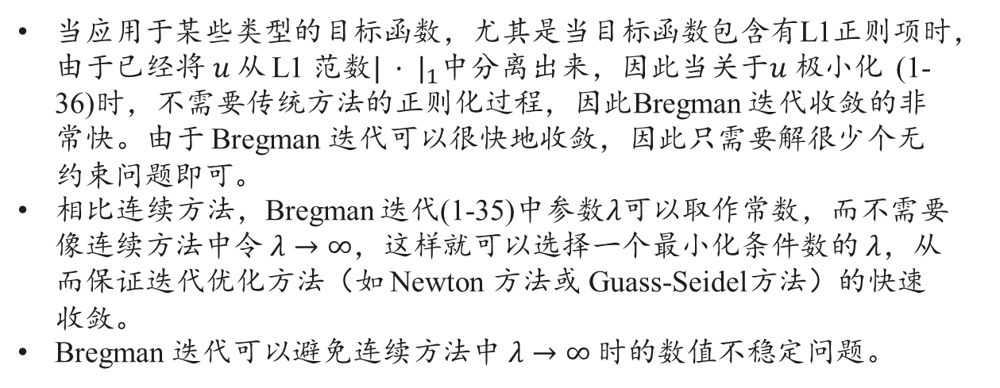 • 当应用于某些类型的目标函数，尤其是当目标函数包含有L1正则项时，
由于已经将 𝑢 从 L1 范数| · |₁中分离出来，因此当关于𝑢 极小化 (1-
36)时，不需要传统方法的正则化过程，因此Bregman 迭代收敛的非
常快。由于 Bregman 迭代可以很快地收敛，因此只需要解很少个无
约束问题即可。
• 相比连续方法，Bregman 迭代(1-35)中参数𝜆可以取作常数，而不需要
像连续方法中令 𝜆 → ∞，这样就可以选择一个最小化条件数的 𝜆，从
而保证迭代优化方法（如 Newton 方法或 Guass-Seidel方法）的快速
收敛。
• Bregman 迭代可以避免连续方法中 𝜆 → ∞ 时的数值不稳定问题。